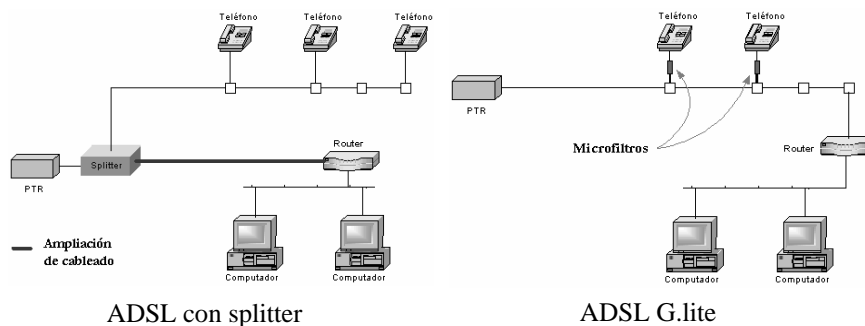 Teléfono
Teléfono
Teléfono
Splitter
PTR
Router
Ampliación
de cableado
Computador
Computador
ADSL con splitter
Teléfono
Teléfono
PTR
Microfiltros
Router
Computador
Computador
ADSL G.lite